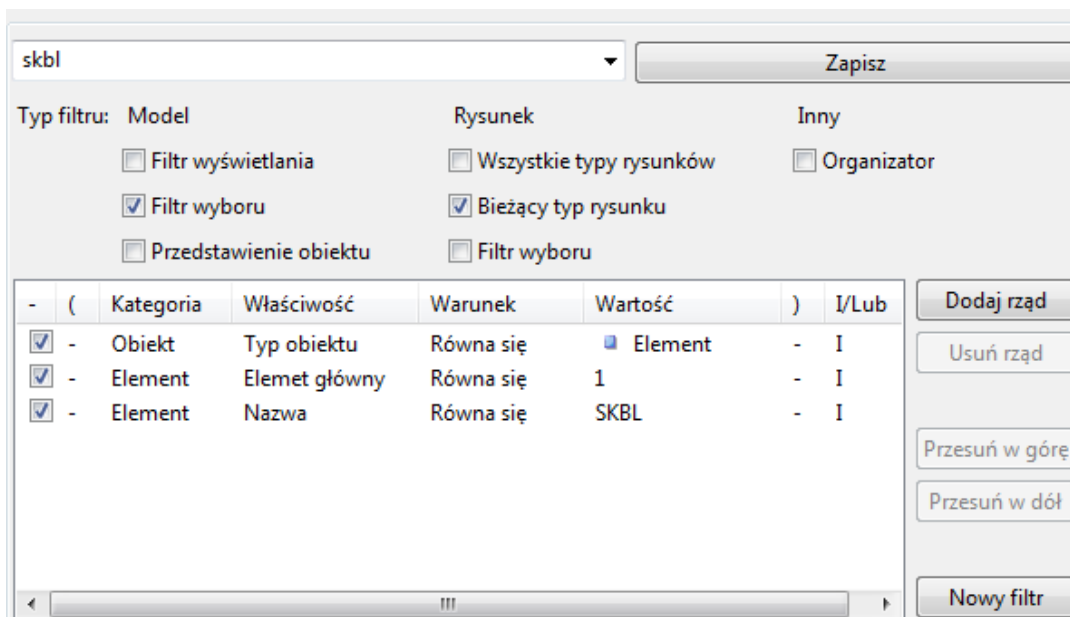 skbl Zapisz
Typ filtru: Model Rysunek Inny
Filtr wyświetlania Wszystkie typy rysunków Organizator
Filtr wyboru Bieżący typ rysunku
Przedstawienie obiektu Filtr wyboru
- ( Kategoria Właściwość Warunek Wartość ) I/Lub Dodaj rząd
- Obiekt Typ obiektu Równa się Element - I Usuń rząd
- Element Elemet główny Równa się 1 - I
- Element Nazwa Równa się SKBL - I
Przesuń w górę
Przesuń w dół
Nowy filtr